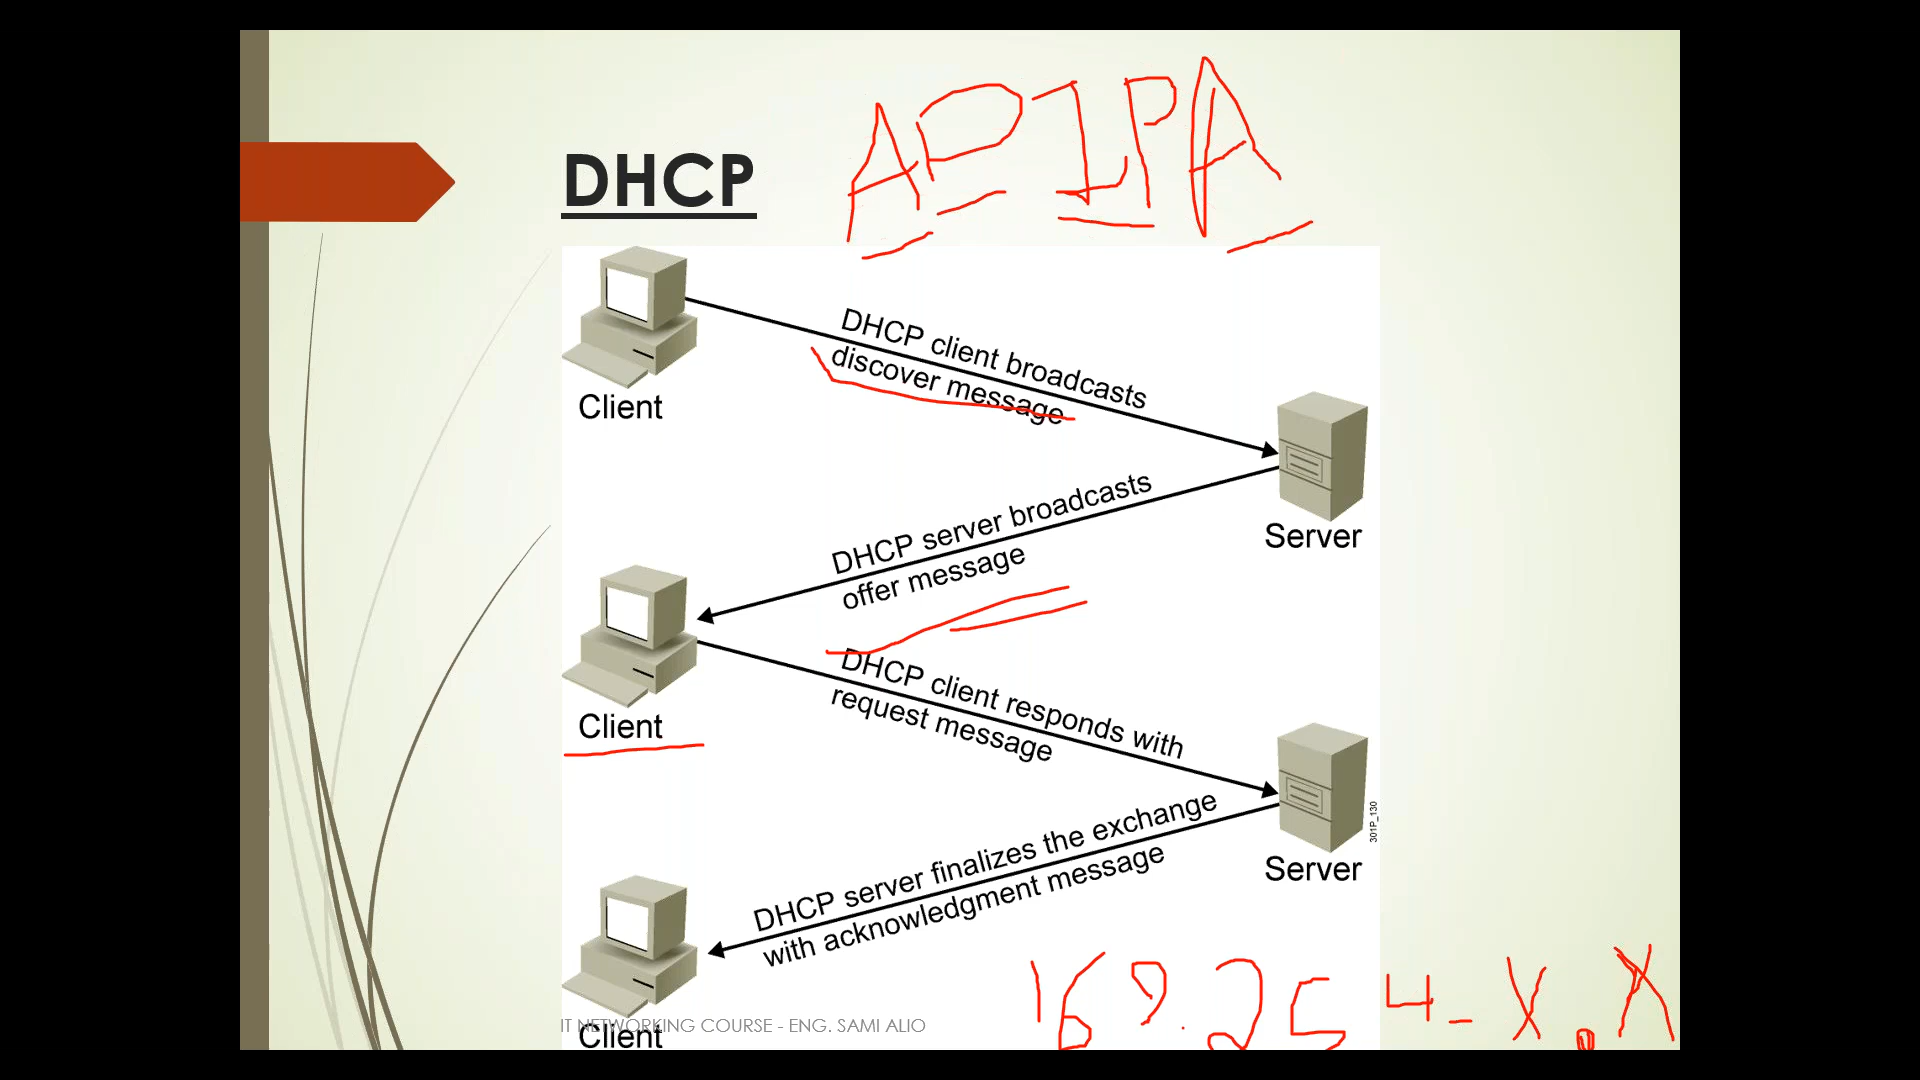 APIPA
DHCP
DHCP client broadcasts
discover message
Client
DHCP server broadcasts
offer message
Server
DHCP client responds with
request message
Client
DHCP server finalizes the exchange
with acknowledgment message
301P_130
Server
169.254.X.X
IT NETWORKING COURSE - ENG. SAMI ALIO
Client